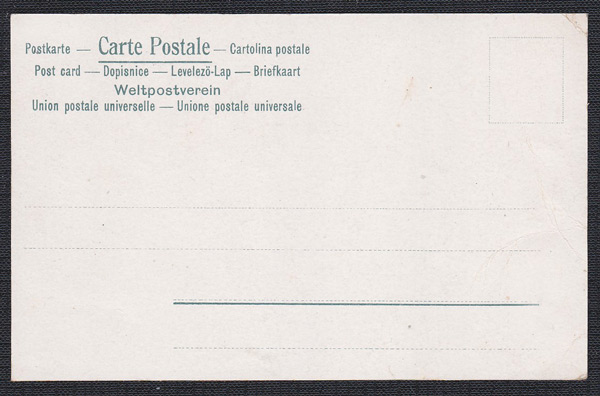 Postkarte — Carte Postale — Cartolina postale
Post card — Dopisnice — Levelező-Lap — Briefkaart
Weltpostverein
Union postale universelle — Unione postale universale